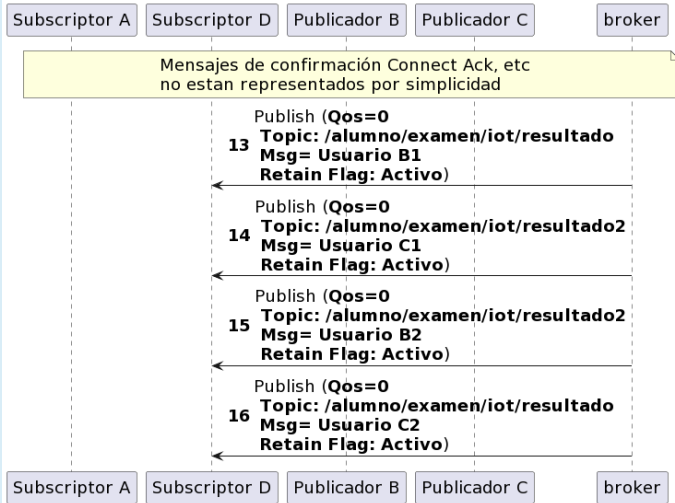 Subscriptor A Subscriptor D Publicador B Publicador C broker
Mensajes de confirmación Connect Ack, etc
no estan representados por simplicidad
Publish (Qos=0
Topic: /alumno/examen/iot/resultado
13
Msg= Usuario B1
Retain Flag: Activo)
Publish (Qos=0
Topic: /alumno/examen/iot/resultado2
14
Msg= Usuario C1
Retain Flag: Activo)
Publish (Qos=0
Topic: /alumno/examen/iot/resultado2
15
Msg= Usuario B2
Retain Flag: Activo)
Publish (Qos=0
Topic: /alumno/examen/iot/resultado
16
Msg= Usuario C2
Retain Flag: Activo)
Subscriptor A Subscriptor D Publicador B Publicador C broker